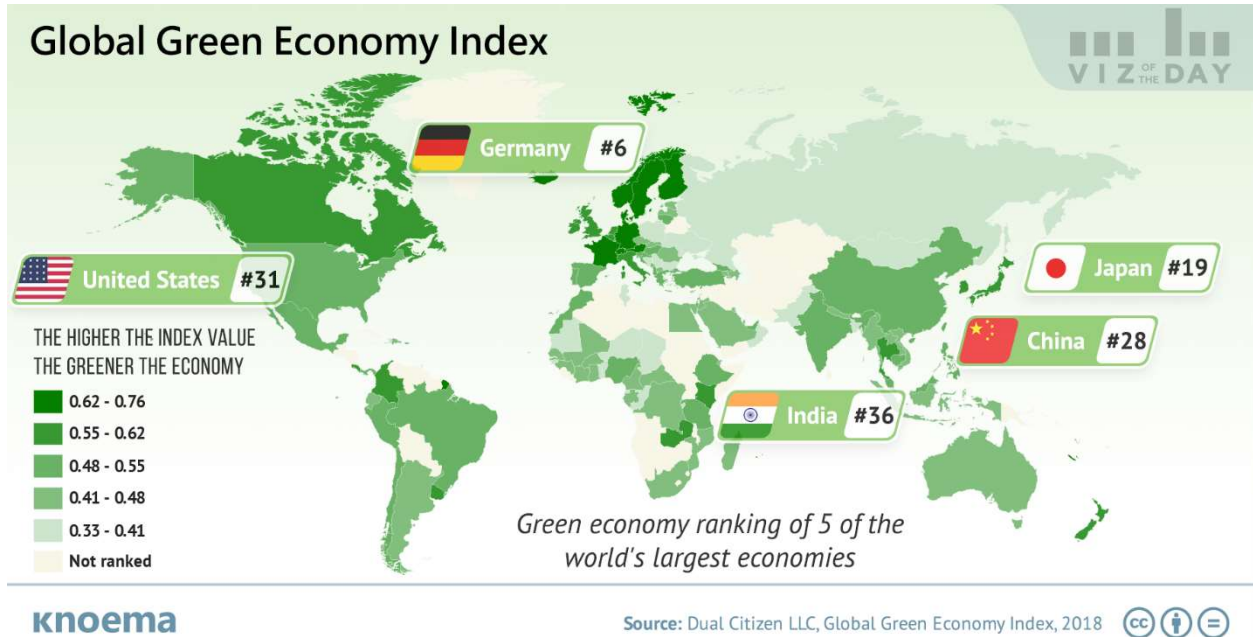 Global Green Economy Index
VIZ OF THE DAY
Germany #6
United States #31
Japan #19
China #28
India #36
THE HIGHER THE INDEX VALUE
THE GREENER THE ECONOMY
0.62 - 0.76
0.55 - 0.62
0.48 - 0.55
0.41 - 0.48
0.33 - 0.41
Not ranked
Green economy ranking of 5 of the
world's largest economies
knoema
Source: Dual Citizen LLC, Global Green Economy Index, 2018
cc